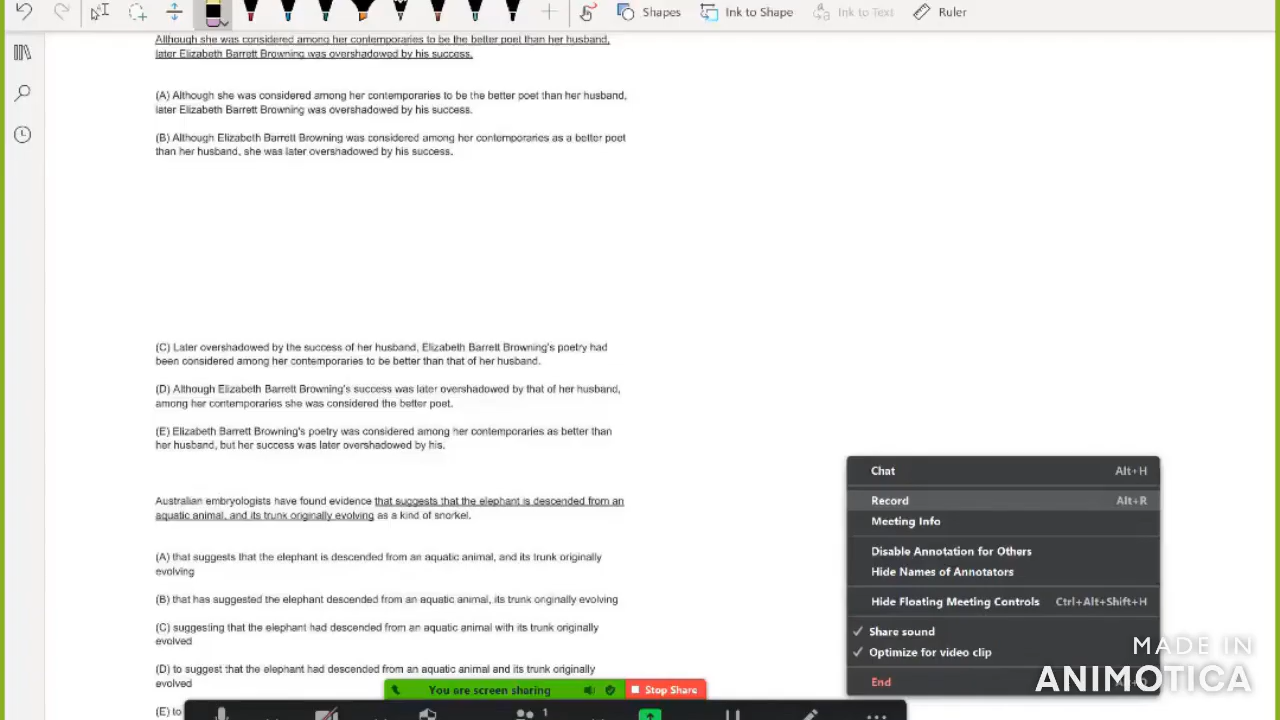 Shapes
Ink to Shape
Ink to Text
Ruler
Although she was considered among her contemporaries to be the better poet than her husband,
later Elizabeth Barrett Browning was overshadowed by his success.
(A) Although she was considered among her contemporaries to be the better poet than her husband,
later Elizabeth Barrett Browning was overshadowed by his success.
(B) Although Elizabeth Barrett Browning was considered among her contemporaries as a better poet
than her husband, she was later overshadowed by his success.
(C) Later overshadowed by the success of her husband, Elizabeth Barrett Browning's poetry had
been considered among her contemporaries to be better than that of her husband.
(D) Although Elizabeth Barrett Browning's success was later overshadowed by that of her husband,
among her contemporaries she was considered the better poet.
(E) Elizabeth Barrett Browning's poetry was considered among her contemporaries as better than
her husband, but her success was later overshadowed by his.
Australian embryologists have found evidence that suggests that the elephant is descended from an
aquatic animal, and its trunk originally evolving as a kind of snorkel.
(A) that suggests that the elephant is descended from an aquatic animal, and its trunk originally
evolving
(B) that has suggested the elephant descended from an aquatic animal, its trunk originally evolving
(C) suggesting that the elephant had descended from an aquatic animal with its trunk originally
evolved
(D) to suggest that the elephant had descended from an aquatic animal and its trunk originally
evolved
(E) to
Chat Alt+H
Record Alt+R
Meeting Info
Disable Annotation for Others
Hide Names of Annotators
Hide Floating Meeting Controls Ctrl+Alt+Shift+H
Share sound
Optimize for video clip
End
You are screen sharing
Stop Share
1
MADE IN
ANIMOTICA